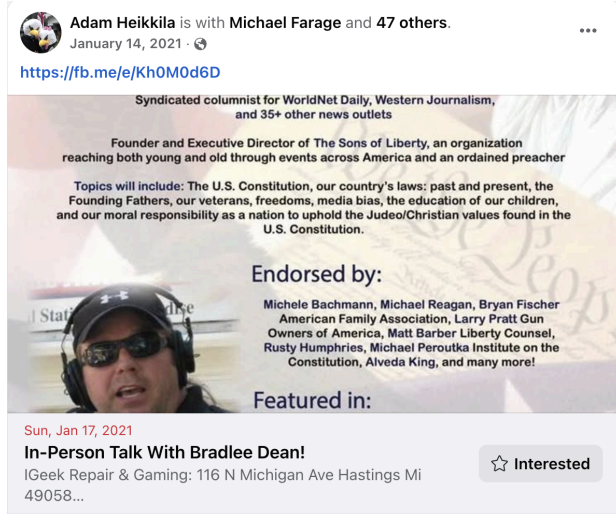 Adam Heikkila is with Michael Farage and 47 others.
January 14, 2021 ·
https://fb.me/e/Kh0M0d6D
Syndicated columnist for WorldNet Daily, Western Journalism,
and 35+ other news outlets
Founder and Executive Director of The Sons of Liberty, an organization
reaching both young and old through events across America and an ordained preacher
Topics will include: The U.S. Constitution, our country's laws: past and present, the
Founding Fathers, our veterans, freedoms, media bias, the education of our children,
and our moral responsibility as a nation to uphold the Judeo/Christian values found in the
U.S. Constitution.
Endorsed by:
Michele Bachmann, Michael Reagan, Bryan Fischer
American Family Association, Larry Pratt Gun
Owners of America, Matt Barber Liberty Counsel,
Rusty Humphries, Michael Peroutka Institute on the
Constitution, Alveda King, and many more!
Featured in:
Sun, Jan 17, 2021
In-Person Talk With Bradlee Dean!
IGeek Repair & Gaming: 116 N Michigan Ave Hastings Mi
49058...
Interested